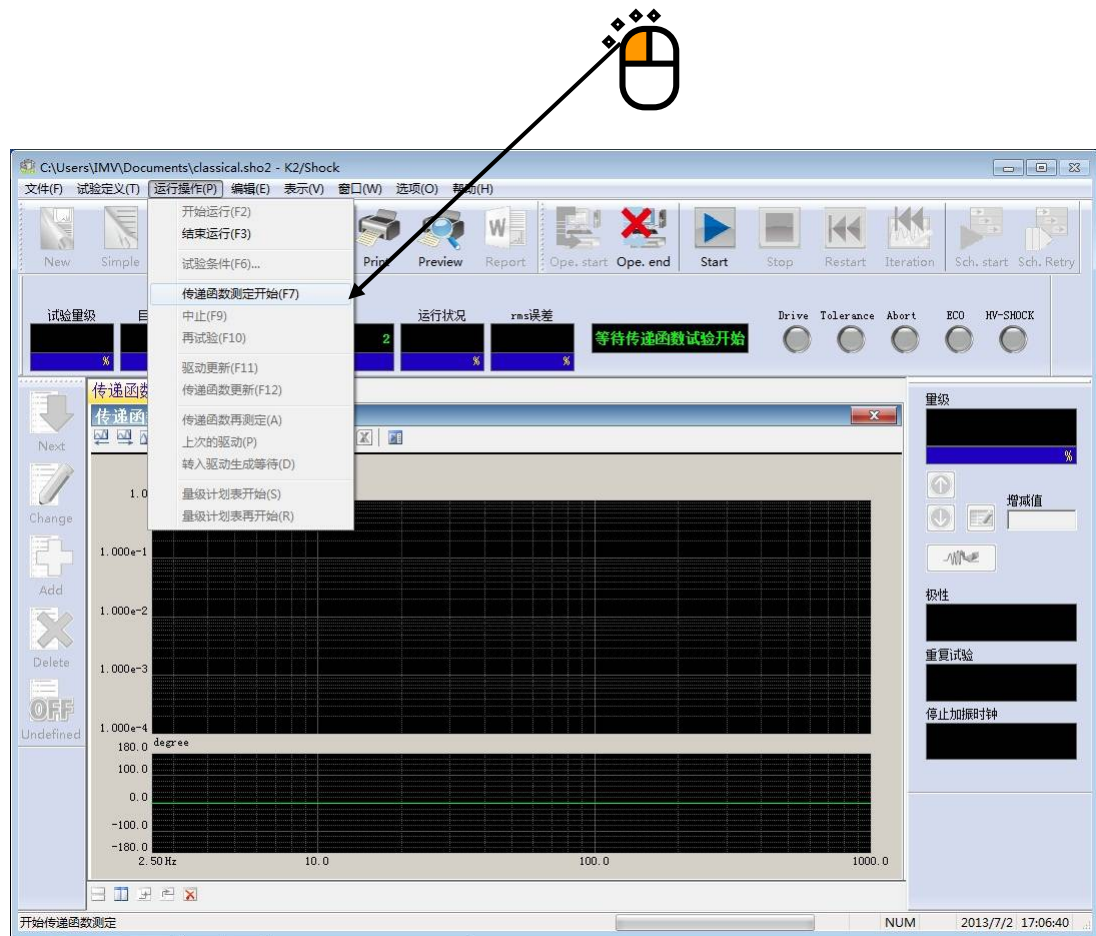 C:\Users\IMV\Documents\classical.sho2 - K2/Shock
文件(F) 试验定义(T) 运行操作(P) 编辑(E) 表示(V) 窗口(W) 选项(O) 帮助(H)
New Simple Print Preview Report Ope. start Ope. end Start Stop Restart Iteration Sch. start Sch. Retry
开始运行(F2)
结束运行(F3)
试验条件(F6)...
传递函数测定开始(F7)
中止(F9)
再试验(F10)
驱动更新(F11)
传递函数更新(F12)
传递函数再测定(A)
上次的驱动(P)
转入驱动生成等待(D)
量级计划表开始(S)
量级计划表再开始(R)
试验量级 运行状况 rms误差 Drive Tolerance Abort ECO HV-SHOCK
2 等待传递函数试验开始
% % %
传递函数
传递函
Next
Change
Add
Delete
OFF
Undefined
1.0
1.000e-1
1.000e-2
1.000e-3
1.000e-4
degree
180.0
100.0
0.0
-100.0
-180.0
2.50Hz 10.0 100.0 1000.0
量级
%
增减值
极性
重复试验
停止加振时钟
开始传递函数测定 NUM 2013/7/2 17:06:40